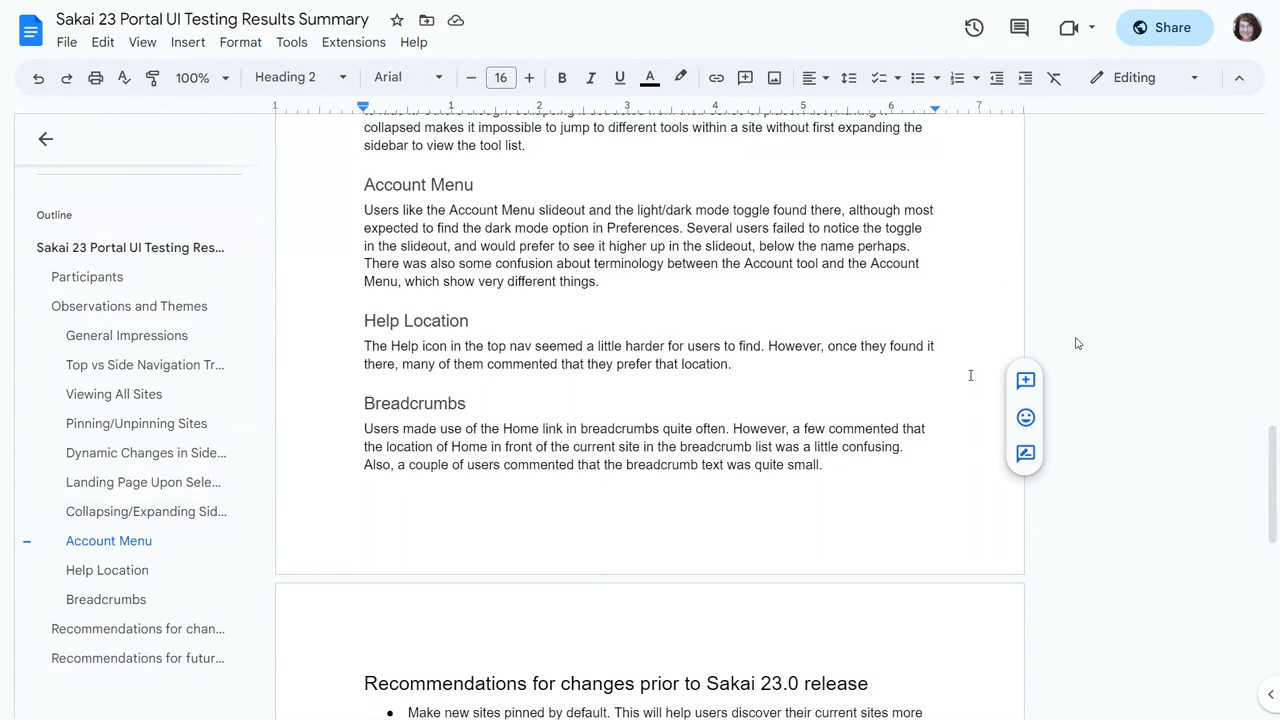 Sakai 23 Portal UI Testing Results Summary
File Edit View Insert Format Tools Extensions Help
Share
100% Heading 2 Arial 16 B I U A Editing
1 1 2 3 4 5 6 7
collapsed makes it impossible to jump to different tools within a site without first expanding the
sidebar to view the tool list.
Account Menu
Users like the Account Menu slideout and the light/dark mode toggle found there, although most
expected to find the dark mode option in Preferences. Several users failed to notice the toggle
in the slideout, and would prefer to see it higher up in the slideout, below the name perhaps.
There was also some confusion about terminology between the Account tool and the Account
Menu, which show very different things.
Help Location
The Help icon in the top nav seemed a little harder for users to find. However, once they found it
there, many of them commented that they prefer that location.
Breadcrumbs
Users made use of the Home link in breadcrumbs quite often. However, a few commented that
the location of Home in front of the current site in the breadcrumb list was a little confusing.
Also, a couple of users commented that the breadcrumb text was quite small.
Recommendations for changes prior to Sakai 23.0 release
● Make new sites pinned by default. This will help users discover their current sites more
Outline
Sakai 23 Portal UI Testing Res...
Participants
Observations and Themes
General Impressions
Top vs Side Navigation Tr...
Viewing All Sites
Pinning/Unpinning Sites
Dynamic Changes in Side...
Landing Page Upon Sele...
Collapsing/Expanding Sid...
Account Menu
Help Location
Breadcrumbs
Recommendations for chan...
Recommendations for futur...